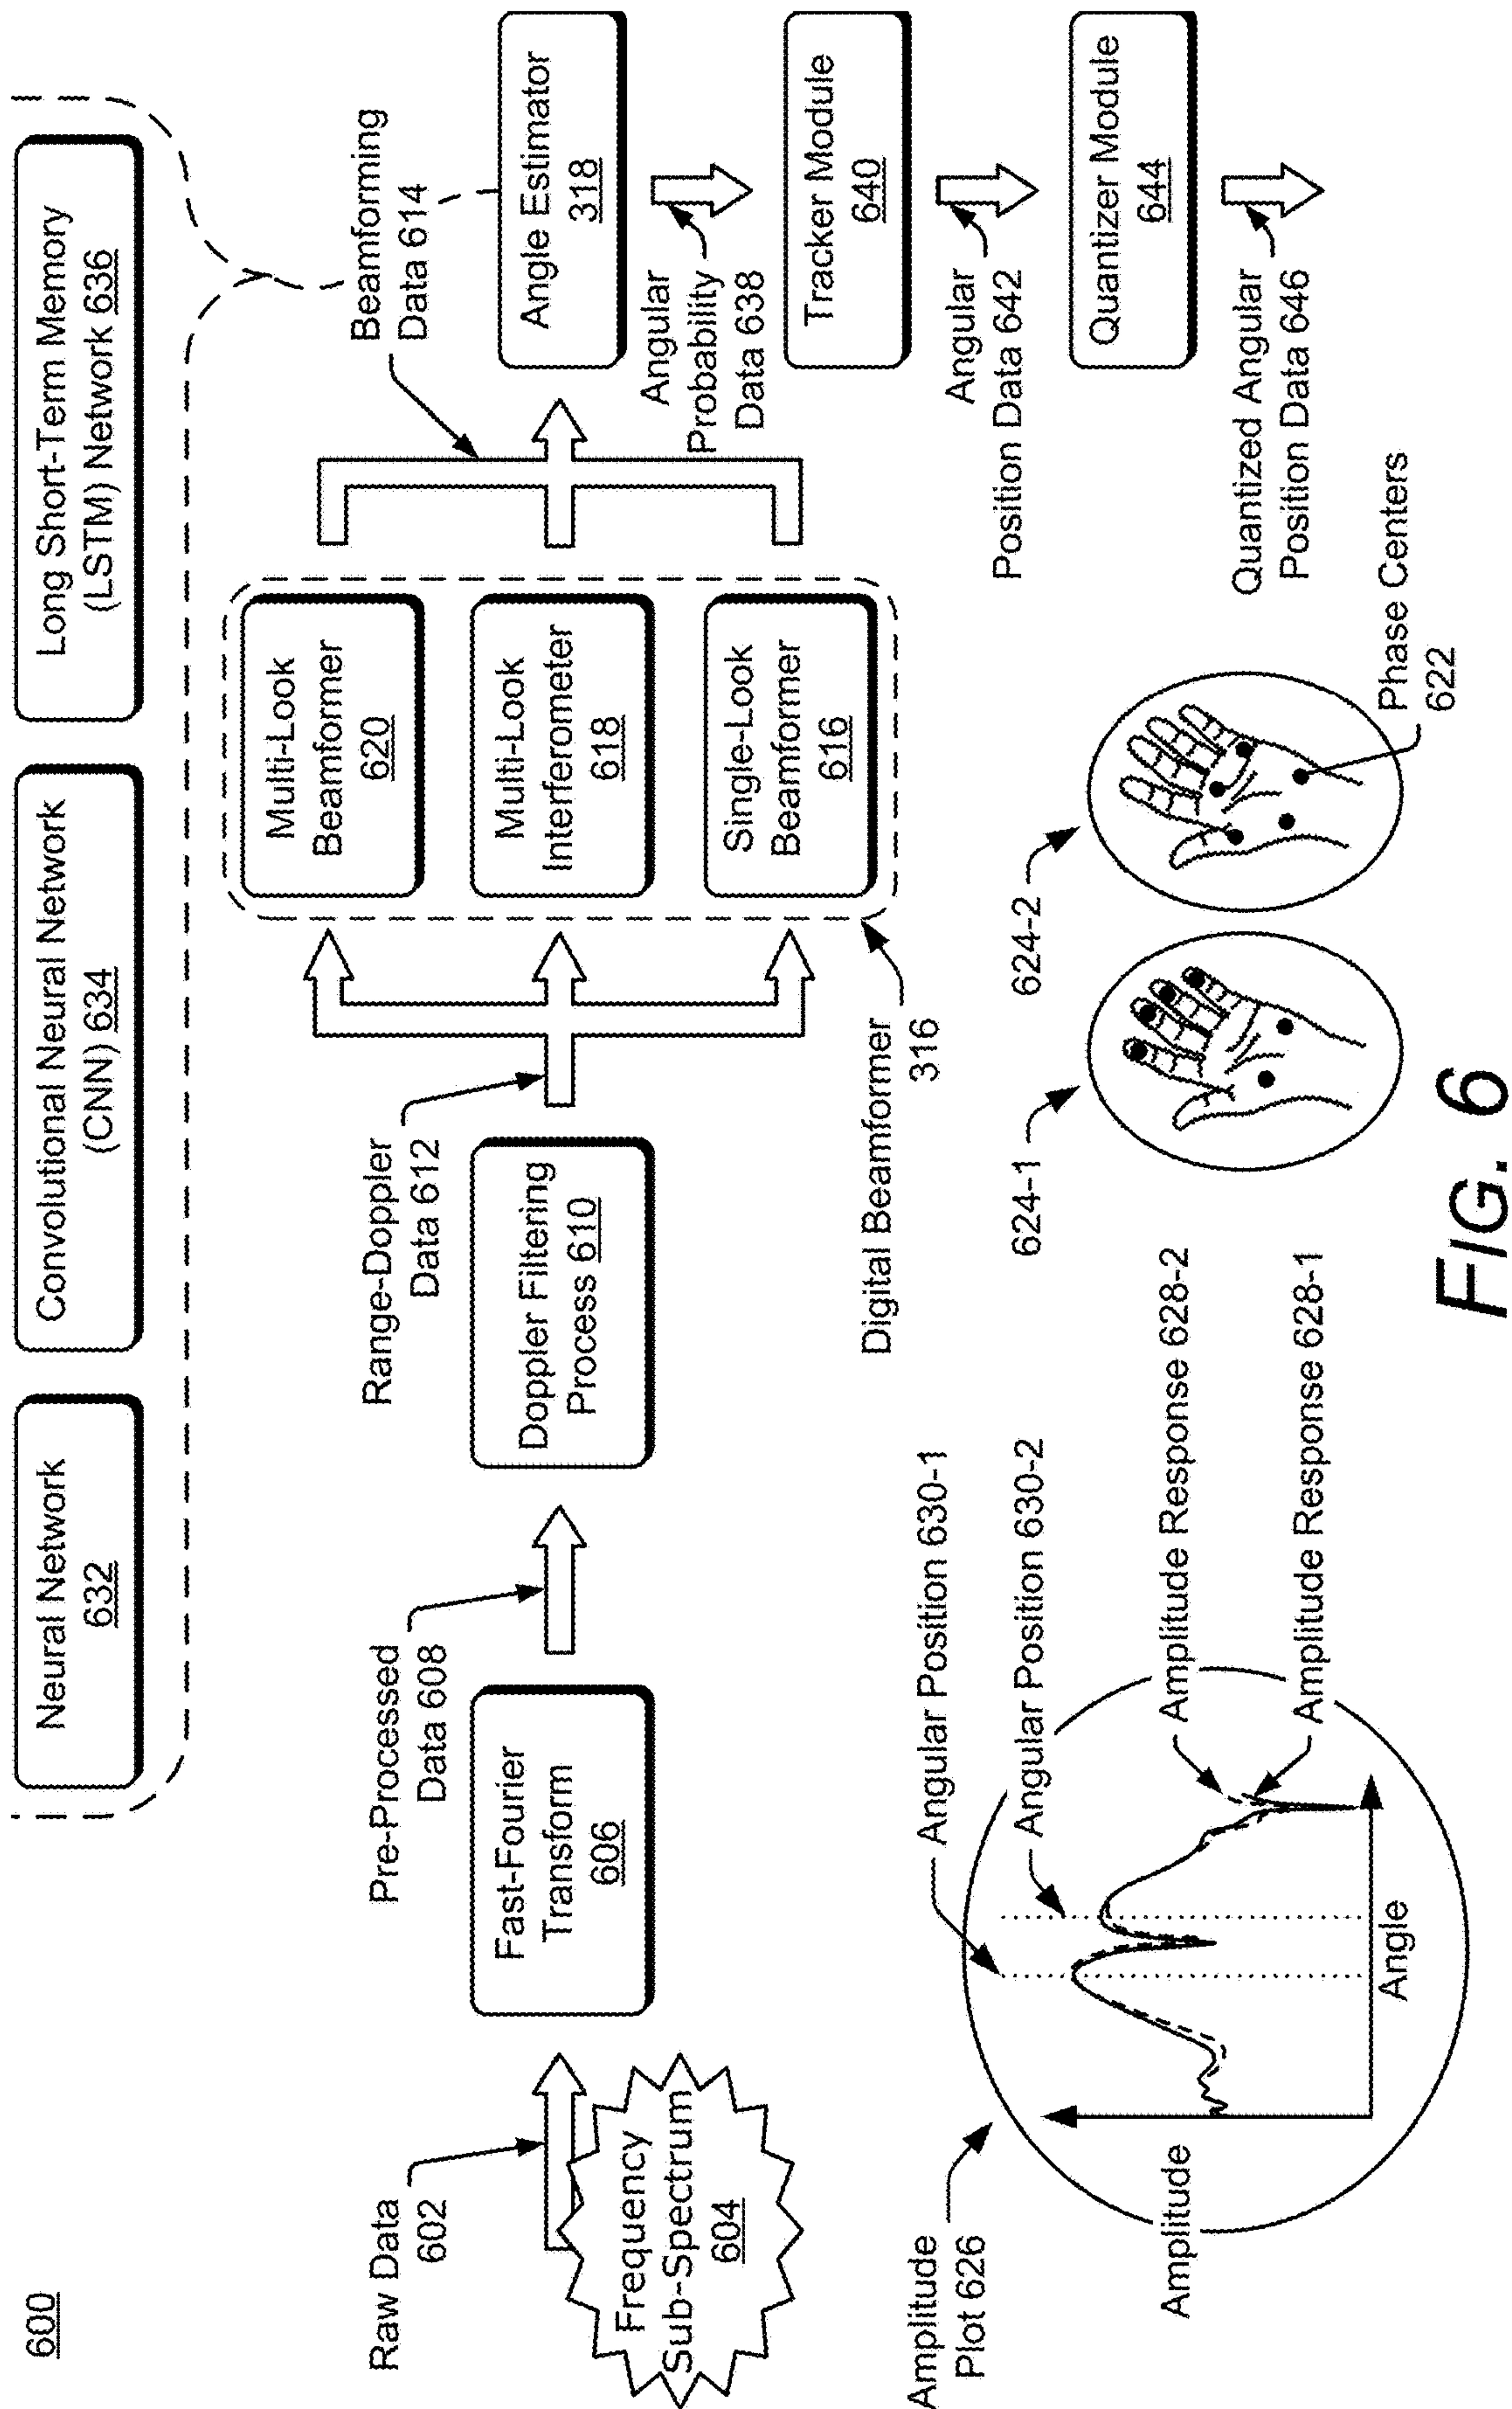 600
Neural Network
632
Convolutional Neural Network
(CNN) 634
Long Short-Term Memory
(LSTM) Network 636
Raw Data
602
Frequency
Sub-Spectrum
604
Fast-Fourier
Transform
606
Pre-Processed
Data 608
Doppler Filtering
Process 610
Range-Doppler
Data 612
Multi-Look
Beamformer
620
Multi-Look
Interferometer
618
Single-Look
Beamformer
616
Digital Beamformer
316
Beamforming
Data 614
Angle Estimator
318
Angular
Probability
Data 638
Tracker Module
640
Angular
Position Data 642
Quantizer Module
644
Quantized Angular
Position Data 646
Amplitude
Plot 626
Amplitude
Angle
Angular Position 630-1
Angular Position 630-2
Amplitude Response 628-2
Amplitude Response 628-1
624-1
624-2
Phase Centers
622
FIG. 6